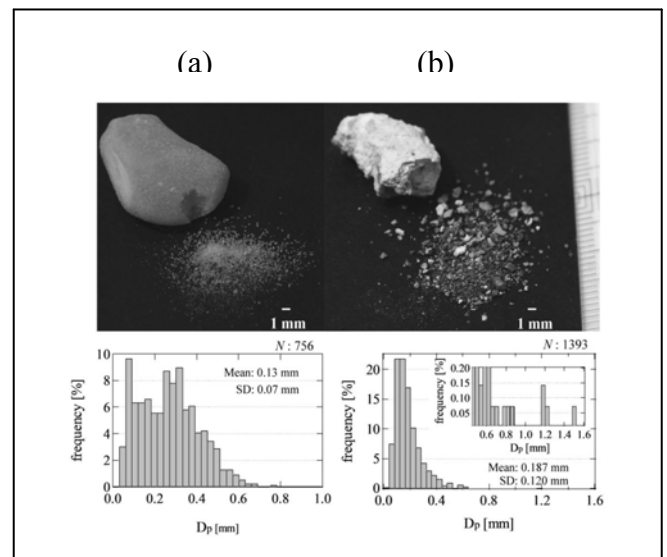 (a) (b)
1 mm 1 mm
N : 756
10
8
6
4
2
0
frequency [%]
Mean: 0.13 mm
SD: 0.07 mm
0.0 0.2 0.4 0.6 0.8 1.0
Dp [mm]
N : 1393
20
15
10
5
0
frequency [%]
0.20
0.15
0.10
0.05
frequency [%]
0.6 0.8 1.0 1.2 1.4 1.6
Dp [mm]
Mean: 0.187 mm
SD: 0.120 mm
0.0 0.4 0.8 1.2 1.6
Dp [mm]